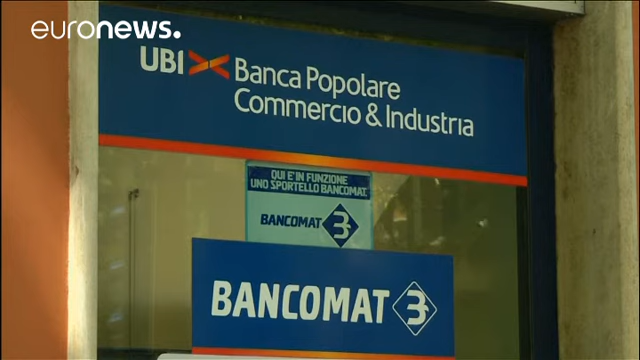 euronews.
UBI Banca Popolare
Commercio & Industria
QUI E' IN FUNZIONE
UNO SPORTELLO BANCOMAT.
BANCOMAT
BANCOMAT